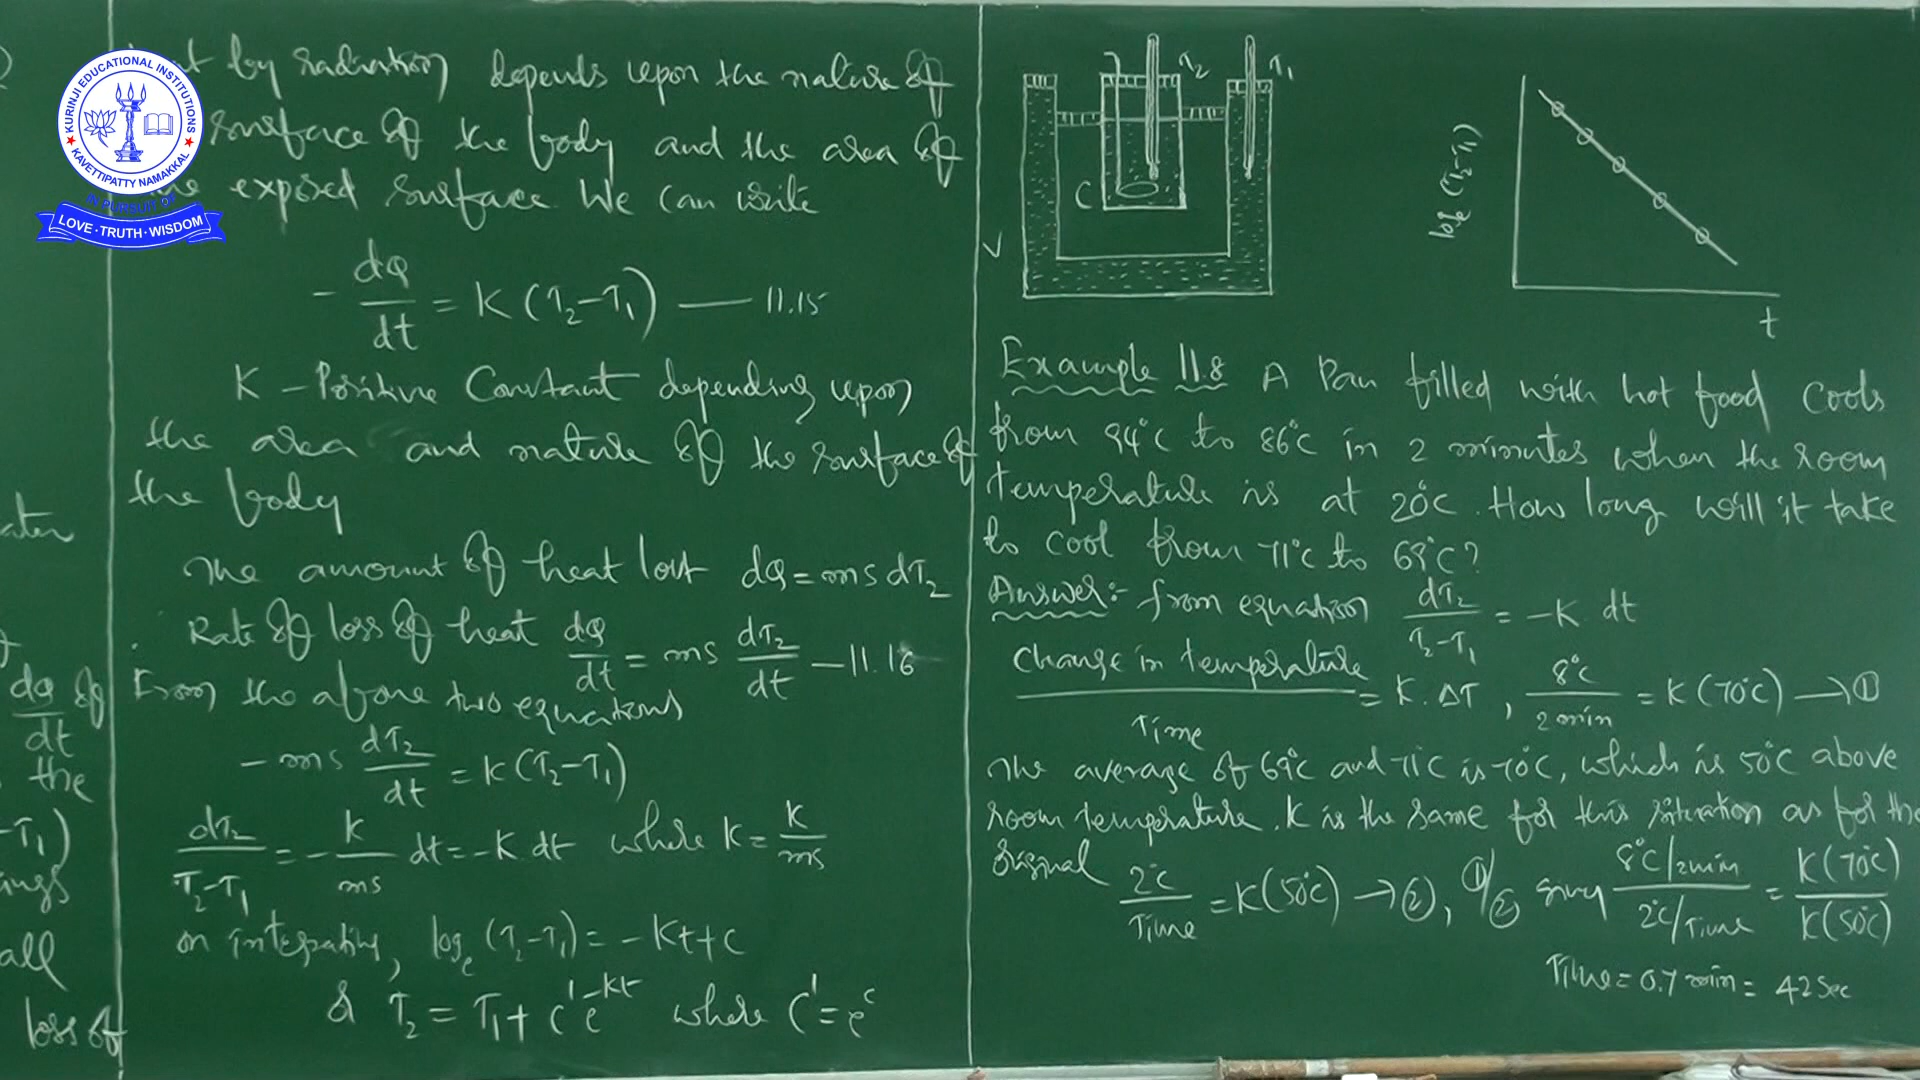 KURINJI EDUCATIONAL INSTITUTIONS
KAVETTIPATTY NAMAKKAL
IN PURSUIT OF
LOVE · TRUTH · WISDOM
by radiation depends upon the nature of
surface of the body and the area of
the exposed surface. We can write
- dQ/dt = K (T₂-T₁) — 11.15
K - Positive Constant depending upon
the area and nature of the surface of
the body
The amount of heat lost dQ = ms dT₂
Rate of loss of heat dQ/dt = ms dT₂/dt — 11.16
From the above two equations
- ms dT₂/dt = K (T₂-T₁)
dT₂/T₂-T₁ = - K/ms dt = -K dt where K = K/ms
on integrating, logₑ (T₂-T₁) = -Kt+c
& T₂ = T₁ + c'e^-Kt where C' = e^c
dQ/dt of
the
-T₁)
ings
all
loss of
T₂
T₁
C
V
logₑ (T₂-T₁)
t
Example 11.8 A Pan filled with hot food cools
from 94°C to 86°C in 2 minutes when the room
temperature is at 20°C. How long will it take
to cool from 71°C to 69°C?
Answer:- from equation dT₂/T₂-T₁ = -K dt
Change in temperature/Time = K.ΔT, 8°C/2 min = K (70°C) → ①
The average of 69°C and 71°C is 70°C, which is 50°C above
room temperature. K is the same for this situation as for the
original 2°C/Time = K(50°C) → ②, ①/② gives 8°C/2min / 2°C/Time = K(70°C)/K(50°C)
Time = 0.7 min = 42 sec